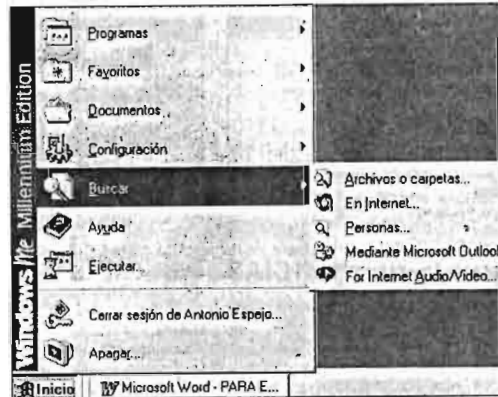 Windows Me Millennium Edition
Programas
Favoritos
Documentos
Configuración
Buscar
Ayuda
Ejecutar...
Cerrar sesión de Antonio Espejo...
Apagar...
Archivos o carpetas...
En Internet...
Personas...
Mediante Microsoft Outlook
For Internet Audio/Video...
Inicio
Microsoft Word - PARA E...